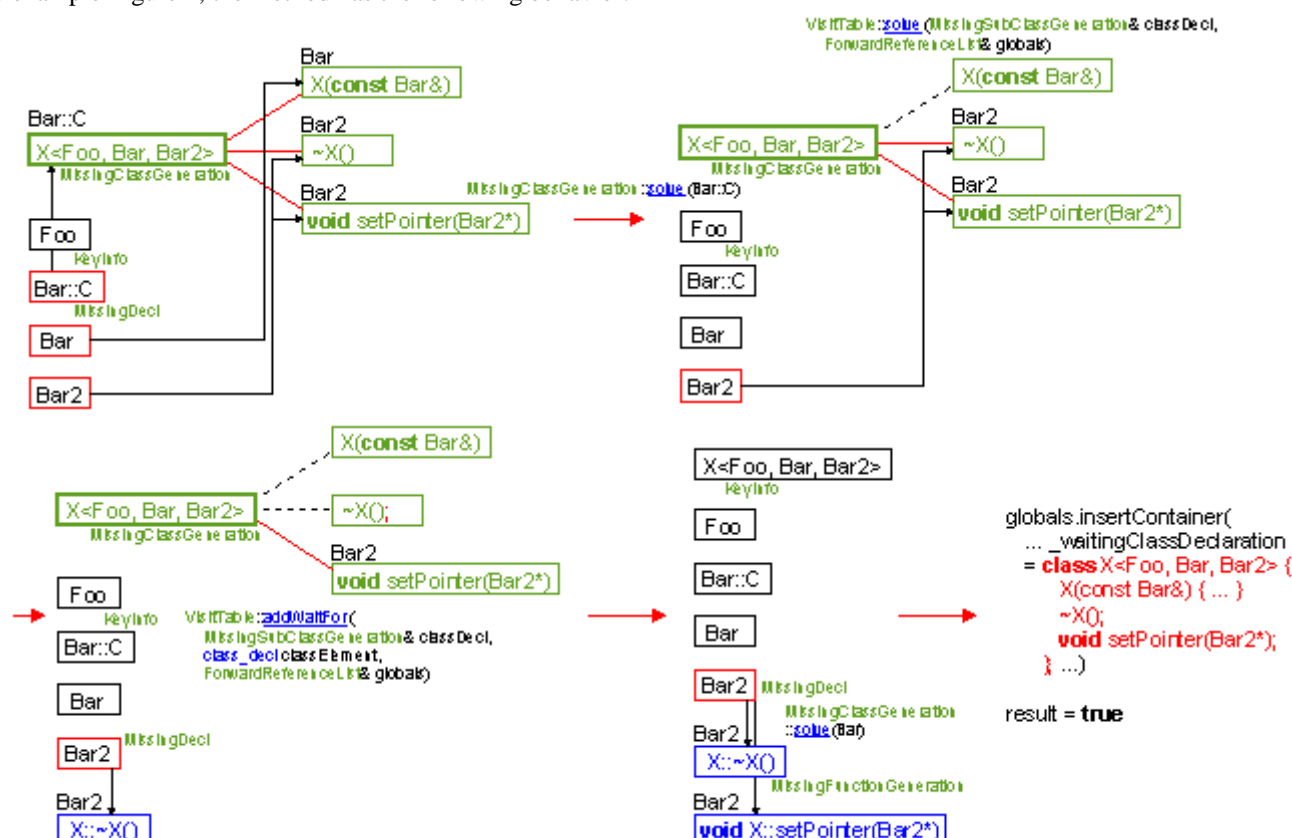 Bar
X(const Bar&)
Bar::C
X<Foo, Bar, Bar2>
MissingClassGeneration
Bar2
~X()
Bar2
void setPointer(Bar2*)
Foo
KeyInfo
Bar::C
MissingDecl
Bar
Bar2
MissingClassGeneration::solve(Bar::C)
VisitTable::solve(MissingSubClassGeneration& classDecl,
ForwardReferenceList& globals)
X(const Bar&)
X<Foo, Bar, Bar2>
MissingClassGeneration
Bar2
~X()
Bar2
void setPointer(Bar2*)
Foo
KeyInfo
Bar::C
Bar
Bar2
X(const Bar&)
X<Foo, Bar, Bar2>
MissingClassGeneration
~X();
Bar2
void setPointer(Bar2*)
Foo
KeyInfo
Bar::C
Bar
MissingDecl
Bar2
Bar2
X::~X()
VisitTable::addWaitFor(
MissingSubClassGeneration& classDecl,
class_decl classElement,
ForwardReferenceList& globals)
X<Foo, Bar, Bar2>
KeyInfo
Foo
Bar::C
Bar
Bar2
MissingDecl
MissingClassGeneration
::solve(Bar)
Bar2
X::~X()
MissingFunctionGeneration
Bar2
void X::setPointer(Bar2*)
globals.insertContainer(
... _waitingClassDeclaration
= class X<Foo, Bar, Bar2> {
X(const Bar&) { ... }
~X();
void setPointer(Bar2*);
} ...)
result = true